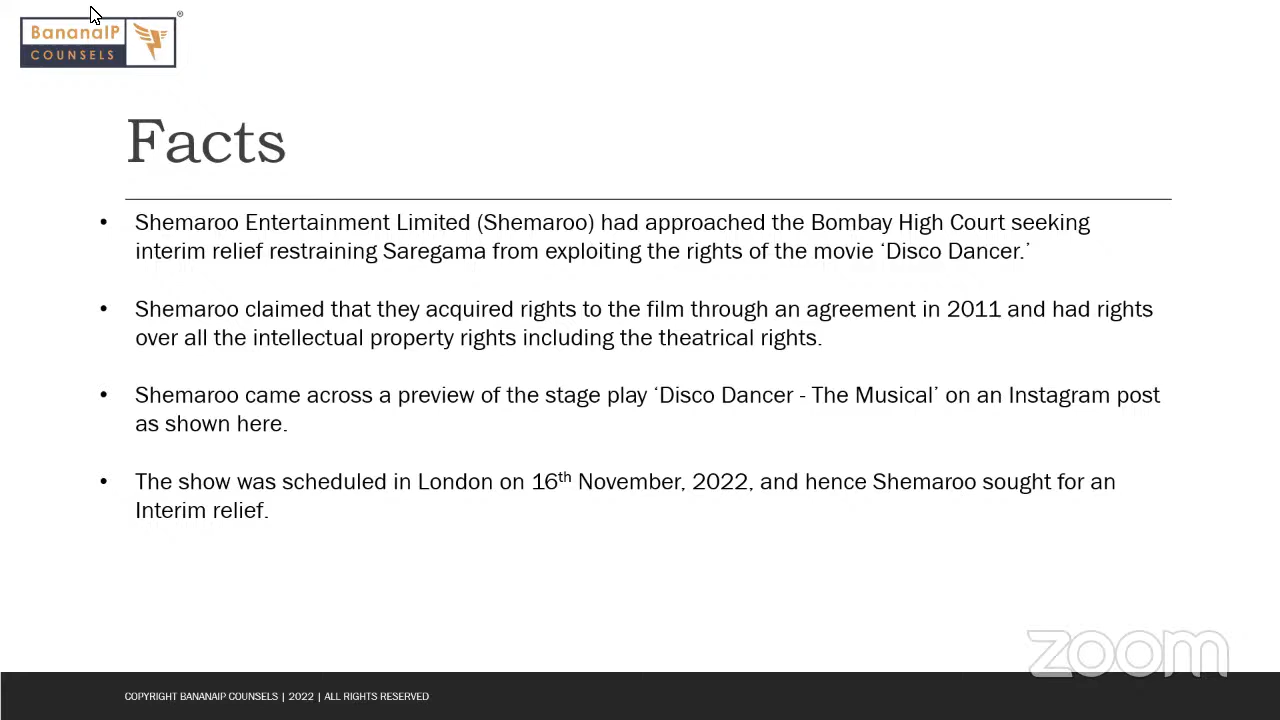 BananaIP
COUNSELS
®
Facts
• Shemaroo Entertainment Limited (Shemaroo) had approached the Bombay High Court seeking
interim relief restraining Saregama from exploiting the rights of the movie ‘Disco Dancer.’
• Shemaroo claimed that they acquired rights to the film through an agreement in 2011 and had rights
over all the intellectual property rights including the theatrical rights.
• Shemaroo came across a preview of the stage play ‘Disco Dancer - The Musical’ on an Instagram post
as shown here.
• The show was scheduled in London on 16th November, 2022, and hence Shemaroo sought for an
Interim relief.
zoom
COPYRIGHT BANANAIP COUNSELS | 2022 | ALL RIGHTS RESERVED